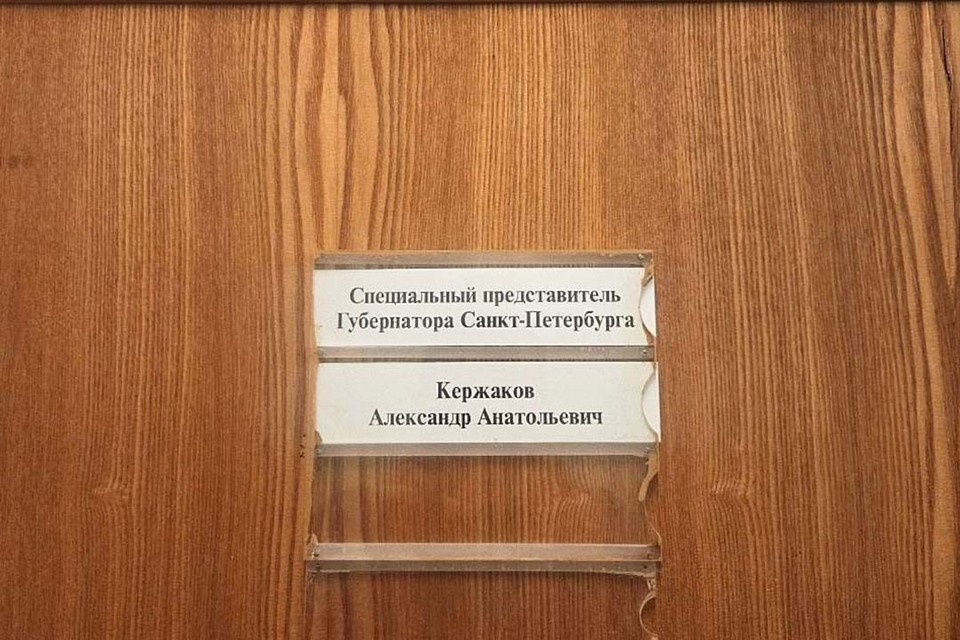 Специальный представитель
Губернатора Санкт-Петербурга
Кержаков
Александр Анатольевич